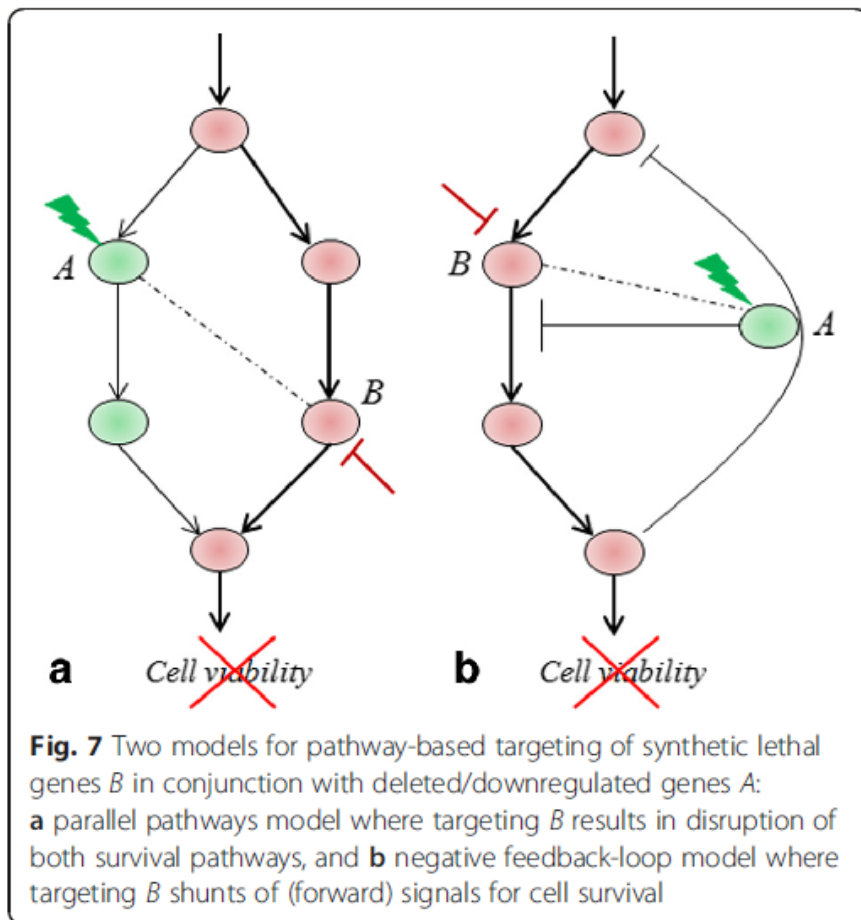 A
B
B
A
a
Cell viability
b
Cell viability
Fig. 7 Two models for pathway-based targeting of synthetic lethal
genes B in conjunction with deleted/downregulated genes A:
a parallel pathways model where targeting B results in disruption of
both survival pathways, and b negative feedback-loop model where
targeting B shunts of (forward) signals for cell survival